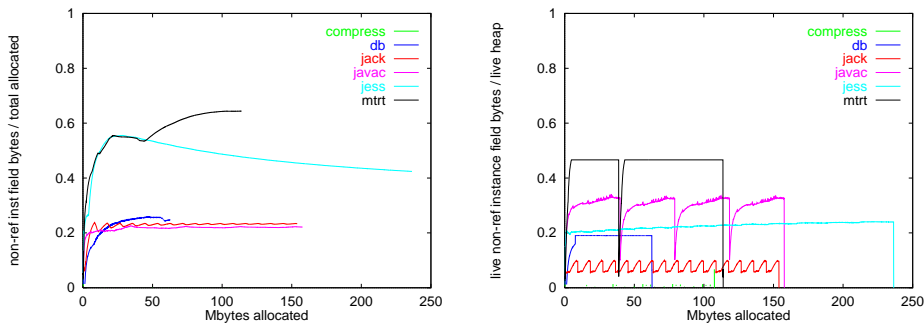 non-ref inst field bytes / total allocated
1
0.8
0.6
0.4
0.2
0
0 50 100 150 200 250
Mbytes allocated
compress
db
jack
javac
jess
mtrt
live non-ref instance field bytes / live heap
1
0.8
0.6
0.4
0.2
0
0 50 100 150 200 250
Mbytes allocated
compress
db
jack
javac
jess
mtrt